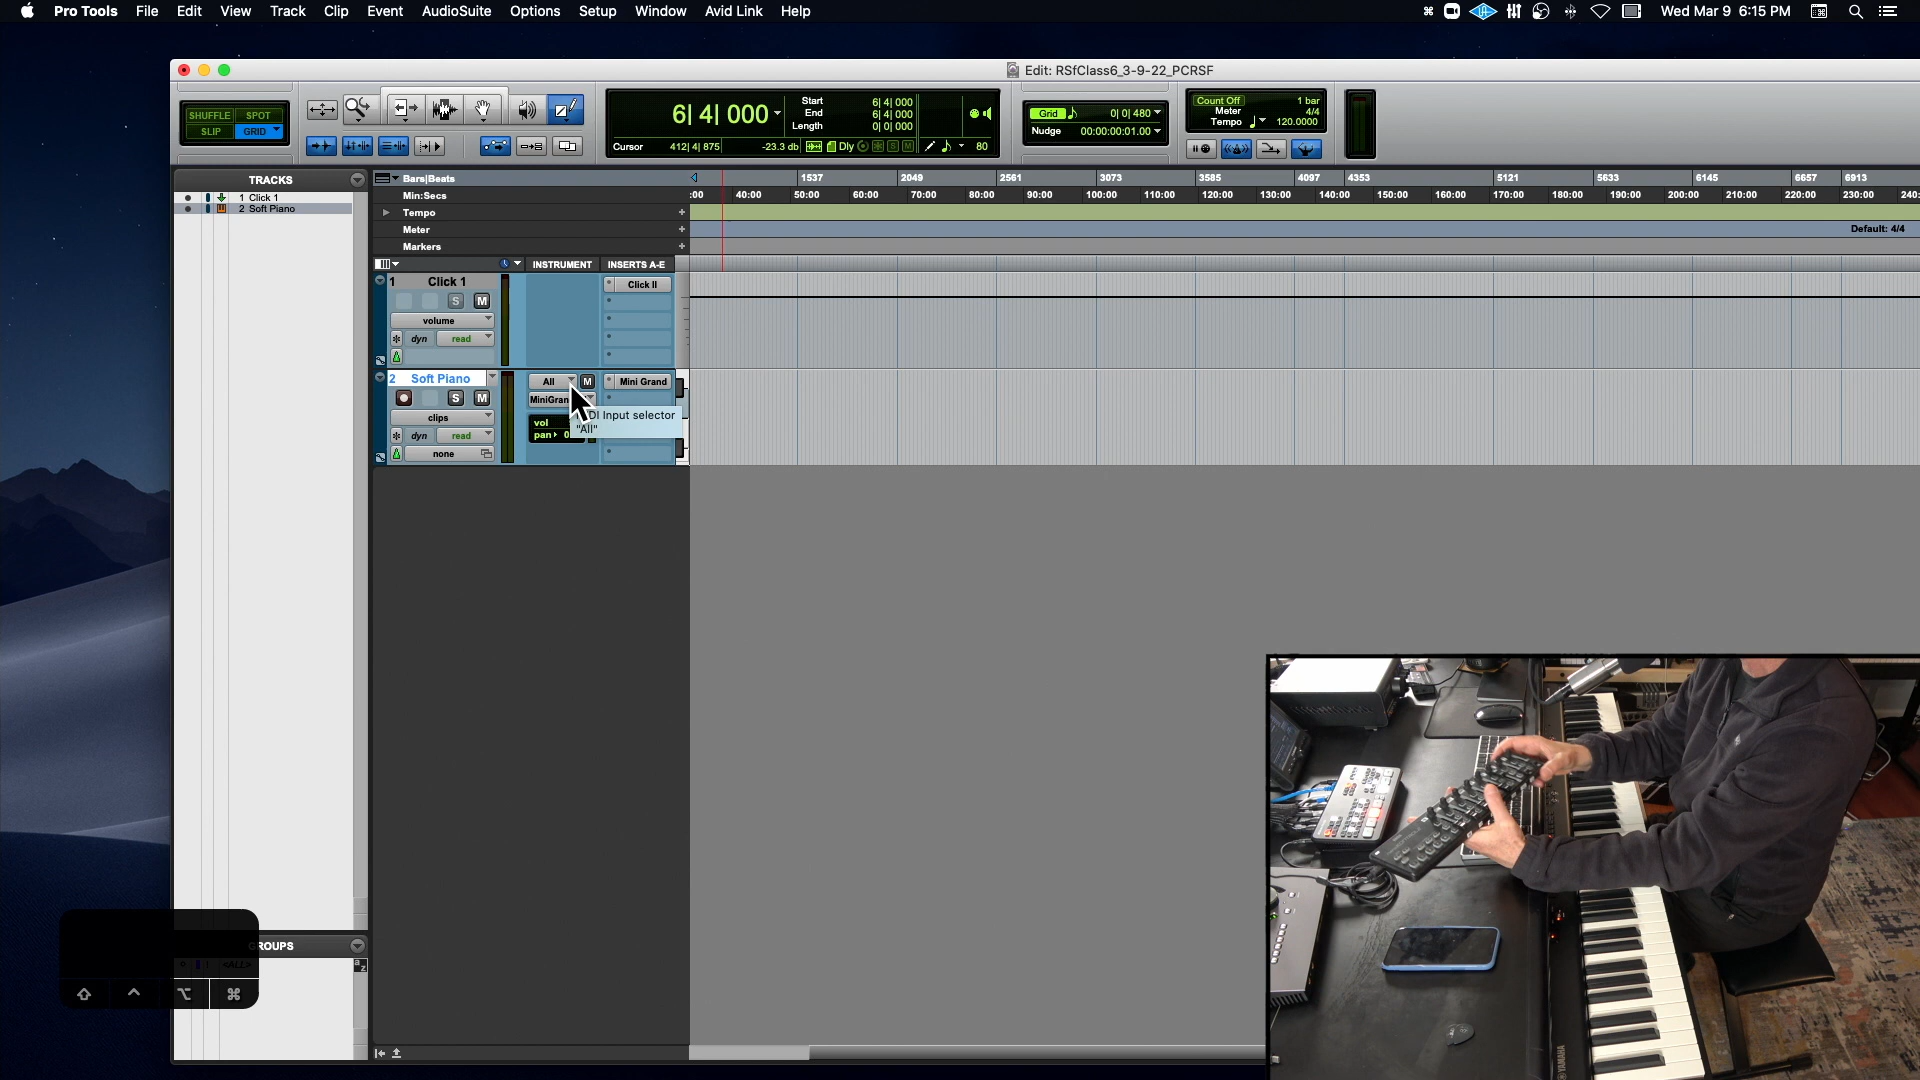 Pro Tools File Edit View Track Clip Event AudioSuite Options Setup Window Avid Link Help Wed Mar 9 6:15 PM
Edit: RSfClass6_3-9-22_PCRSF
SHUFFLE SPOT
SLIP GRID
6| 4| 000
Start 6| 4| 000
End 6| 4| 000
Length 0| 0| 000
Cursor 412| 4| 875 -23.3 db Dly S M 80
Grid 0| 0| 480
Nudge 00:00:00:01.00
Count Off 1 bar
Meter 4/4
Tempo 120.0000
TRACKS
1 Click 1
2 Soft Piano
Bars|Beats 1537 2049 2561 3073 3585 4097 4353 5121 5633 6145 6657 6913
Min:Secs :00 40:00 50:00 60:00 70:00 80:00 90:00 100:00 110:00 120:00 130:00 140:00 150:00 160:00 170:00 180:00 190:00 200:00 210:00 220:00 230:00 240:
Tempo
Meter Default: 4/4
Markers
INSTRUMENT INSERTS A-E
1 Click 1 Click II
S M
volume
dyn read
2 Soft Piano All M Mini Grand
S M MiniGran
clips vol DI Input selector
dyn read pan 0 "All"
none
GROUPS
<ALL>
a
z
YAMAHA